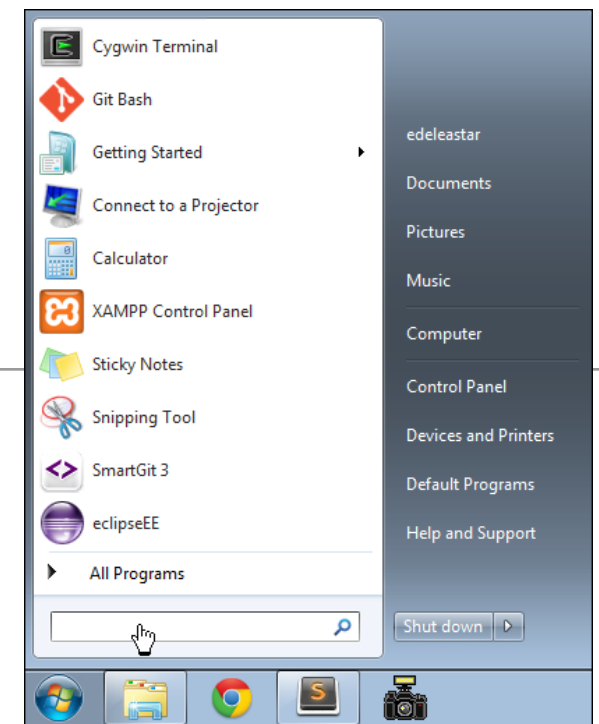 Cygwin Terminal
Git Bash
Getting Started
Connect to a Projector
Calculator
XAMPP Control Panel
Sticky Notes
Snipping Tool
SmartGit 3
eclipseEE
All Programs
edeleastar
Documents
Pictures
Music
Computer
Control Panel
Devices and Printers
Default Programs
Help and Support
Shut down